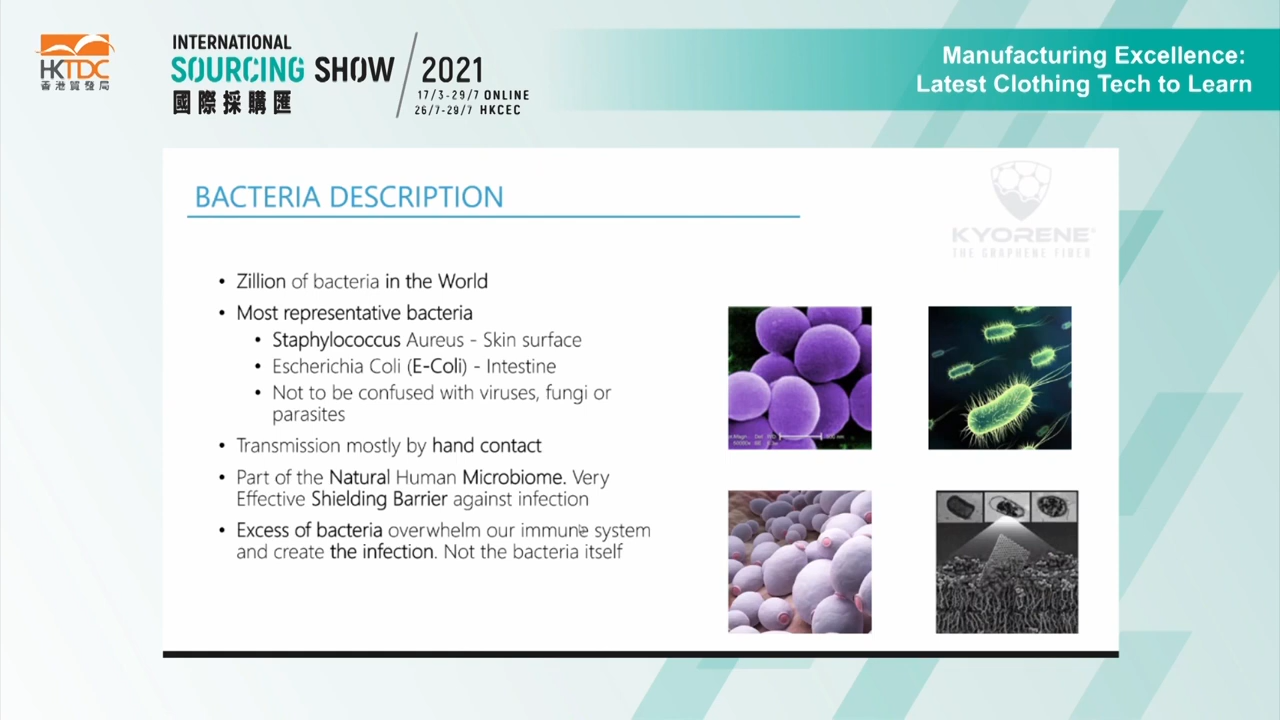 HKTDC
香港貿發局
INTERNATIONAL
SOURCING SHOW
國際採購匯
2021
17/3-29/7 ONLINE
26/7-29/7 HKCEC
Manufacturing Excellence:
Latest Clothing Tech to Learn
BACTERIA DESCRIPTION
KYORENE®
THE GRAPHENE FIBER
• Zillion of bacteria in the World
• Most representative bacteria
• Staphylococcus Aureus - Skin surface
• Escherichia Coli (E-Coli) - Intestine
• Not to be confused with viruses, fungi or
parasites
• Transmission mostly by hand contact
• Part of the Natural Human Microbiome. Very
Effective Shielding Barrier against infection
• Excess of bacteria overwhelm our immune system
and create the infection. Not the bacteria itself